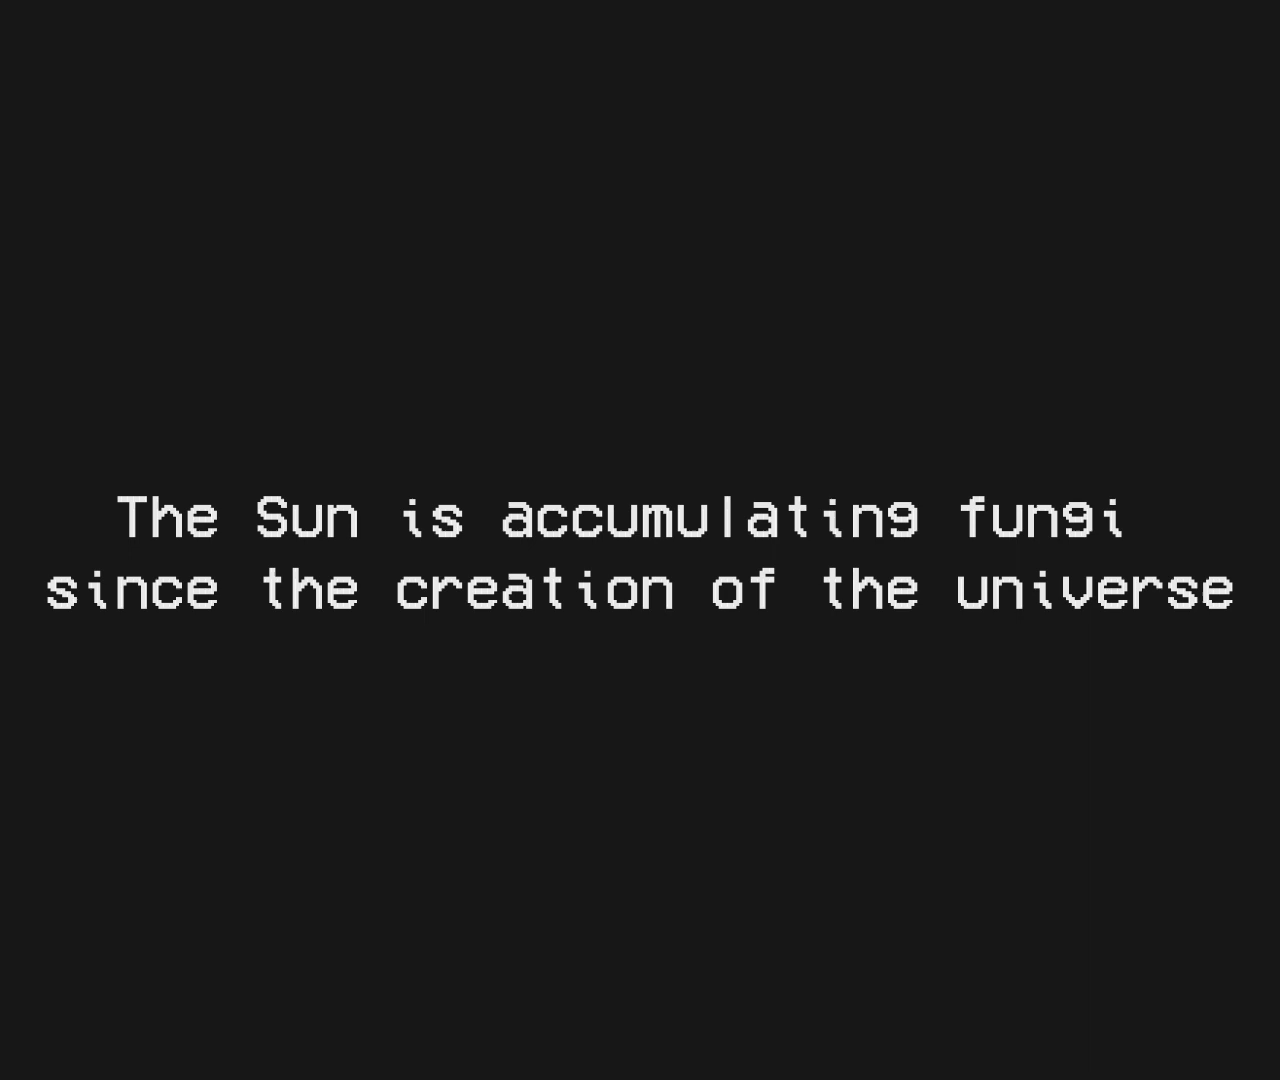 The Sun is accumulating fungi
since the creation of the universe